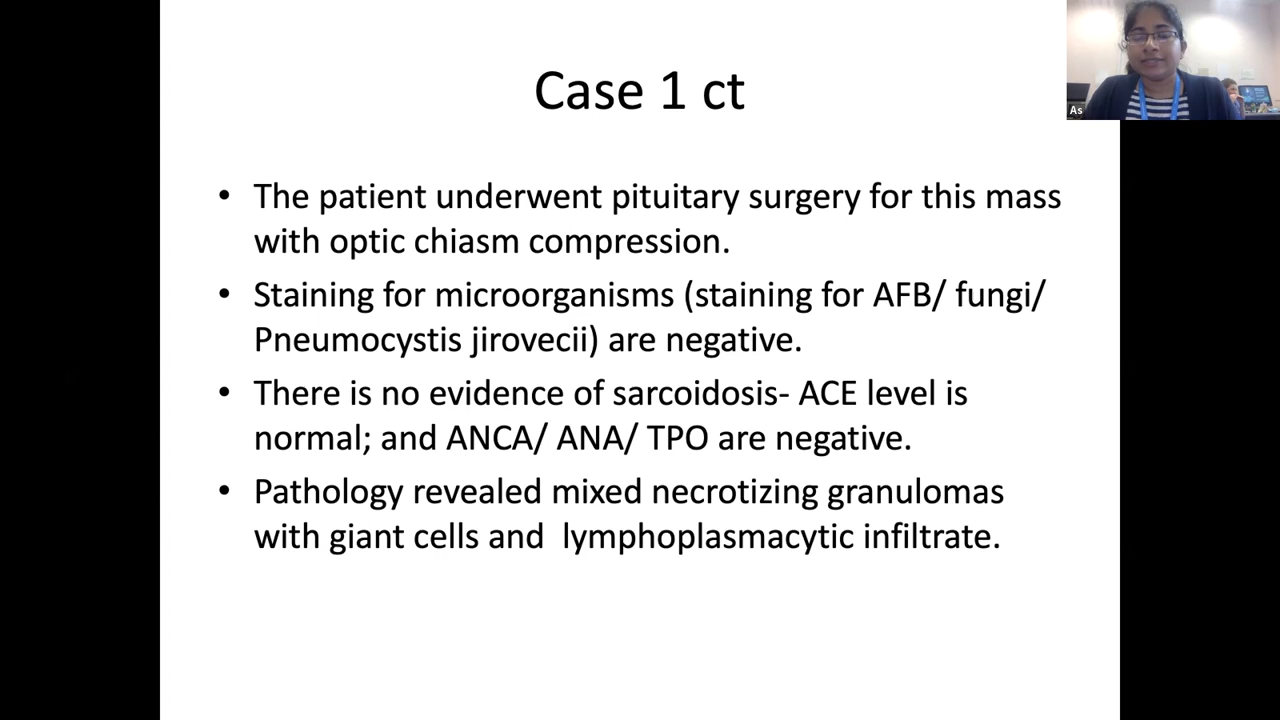 Case 1 ct
• The patient underwent pituitary surgery for this mass
with optic chiasm compression.
• Staining for microorganisms (staining for AFB/ fungi/
Pneumocystis jirovecii) are negative.
• There is no evidence of sarcoidosis- ACE level is
normal; and ANCA/ ANA/ TPO are negative.
• Pathology revealed mixed necrotizing granulomas
with giant cells and  lymphoplasmacytic infiltrate.
As